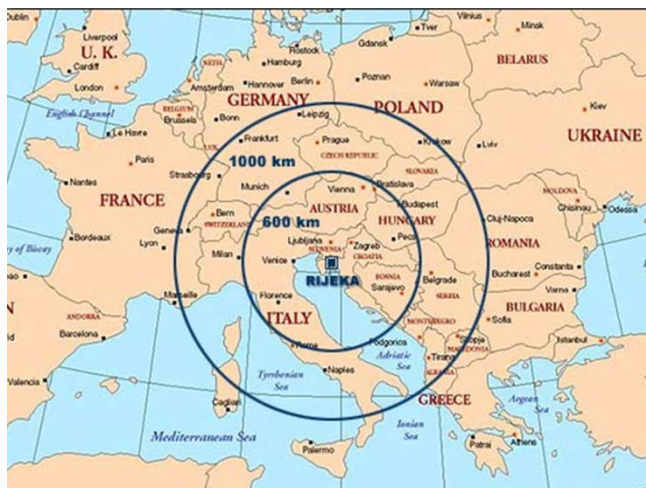 Dublin
Liverpool
U. K.
Cardiff
London
English Channel
Le Havre
Paris
Nantes
FRANCE
Bordeaux
Lyon
y of Biscay
ANDORRA
Barcelona
Valencia
Marseille
NETH.
Amsterdam
BELGIUM
Brussels
LUX.
Rostock
Hamburg
Hannover
Berlin
GERMANY
Bonn
Leipzig
Frankfurt
Strasbourg
Munich
Bern
SWITZERLAND
Geneva
Gdansk
Tver
Vilnius
Minsk
BELARUS
Poznan
Warsaw
POLAND
Krakow
Lviv
Kiev
UKRAINE
Prague
CZECH REPUBLIC
SLOVAKIA
1000 km
600 km
Vienna
Bratislava
AUSTRIA
Budapest
HUNGARY
Pecs
Ljubljana
SLOVENIA
Zagreb
CROATIA
RIJEKA
BOSNIA
Sarajevo
Belgrade
SERBIA
MONTENEGRO
Podgorica
Skopje
MACEDONIA
Tirana
ALBANIA
Milan
Venice
Florence
ITALY
Rome
Naples
Cagliari
Palermo
Adriatic
Sea
Tyrrhenian
Sea
Mediterranean Sea
Ionian
Sea
MOLDOVA
Chisinau
Odessa
Cluj-Napoca
ROMANIA
Bucharest
Constanta
Varna
BULGARIA
Sofia
Istanbul
GREECE
Aegean
Sea
Patrai
Athens